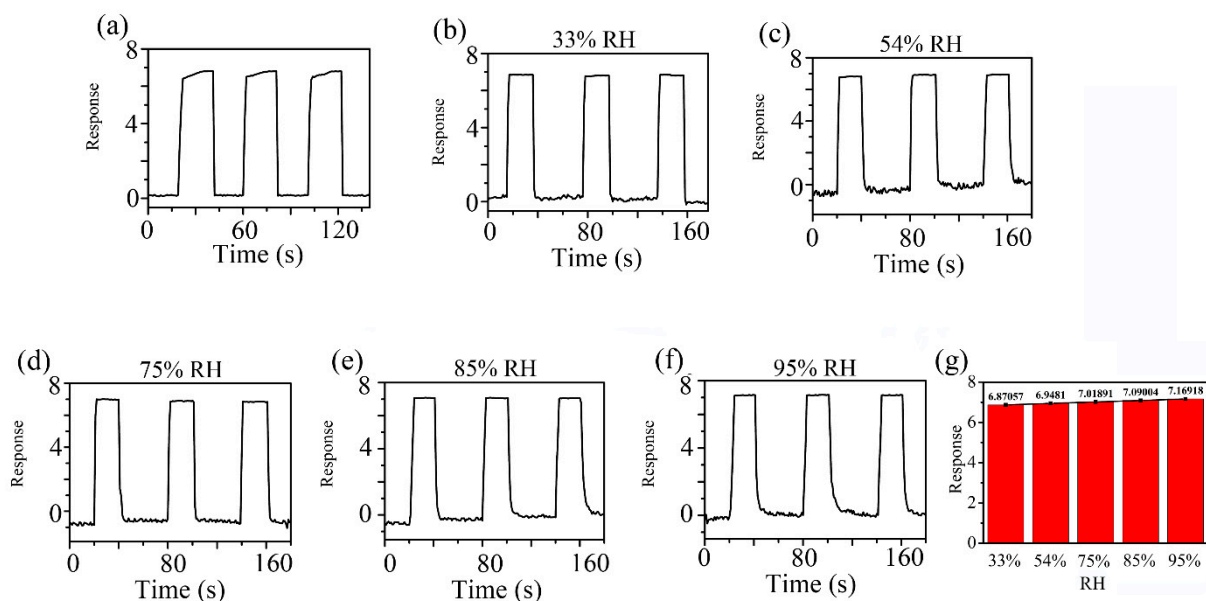 (a)
8
4
0
Response
0 60 120
Time (s)
(b)
33% RH
8
4
0
Response
0 80 160
Time (s)
(c)
54% RH
8
4
0
Response
0 80 160
Time (s)
(d)
75% RH
8
4
0
Response
0 80 160
Time (s)
(e)
85% RH
8
4
0
Response
0 80 160
Time (s)
(f)
95% RH
8
4
0
Response
0 80 160
Time (s)
(g)
8
6
4
2
0
Response
6.87057 6.9481 7.01891 7.09004 7.16918
33% 54% 75% 85% 95%
RH